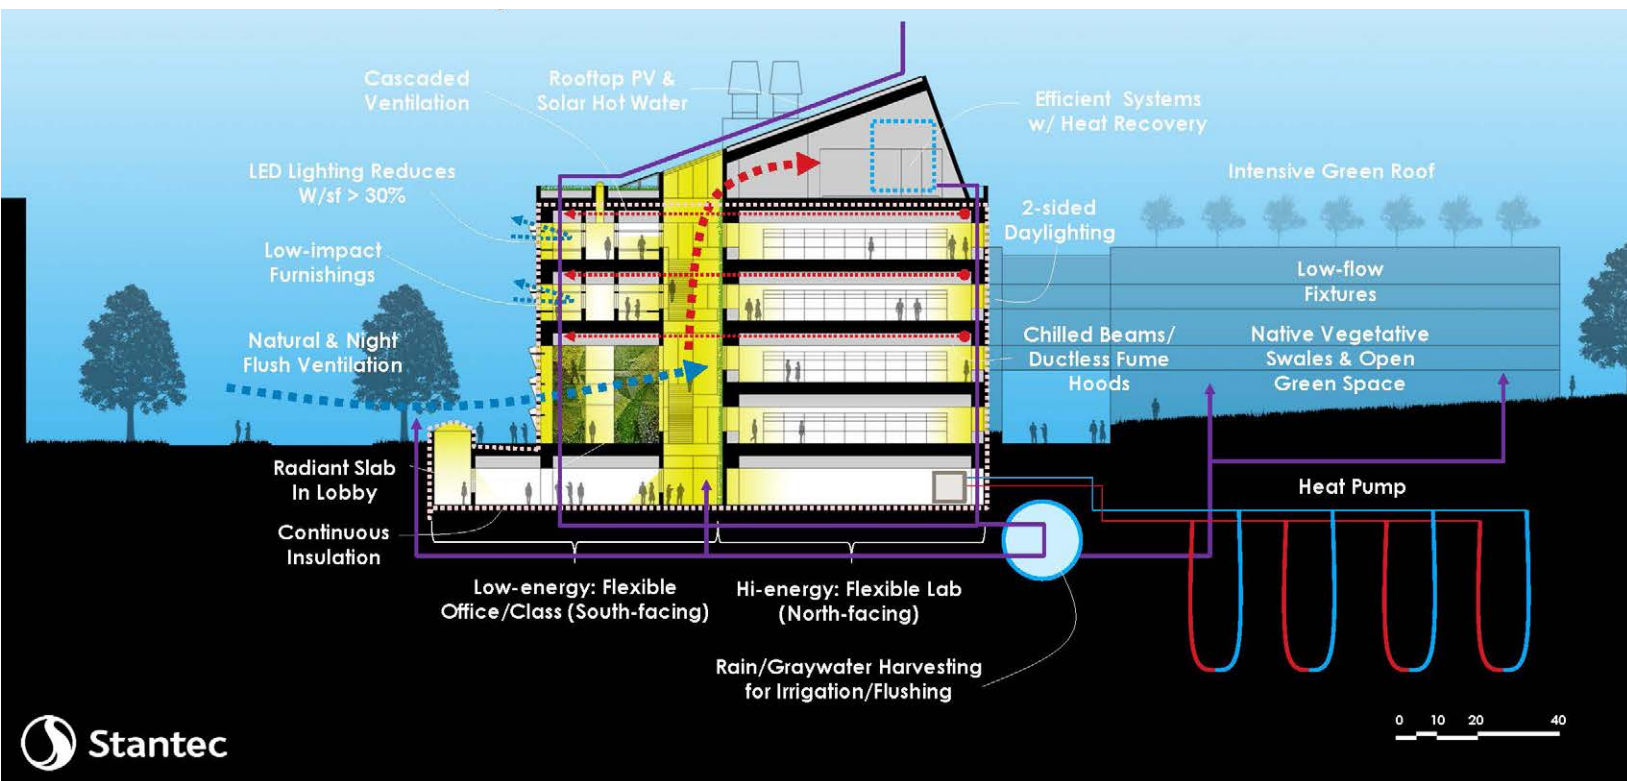 Cascaded
Ventilation
Rooftop PV &
Solar Hot Water
Efficient Systems
w/ Heat Recovery
LED Lighting Reduces
W/sf > 30%
Intensive Green Roof
2-sided
Daylighting
Low-impact
Furnishings
Low-flow
Fixtures
Natural & Night
Flush Ventilation
Chilled Beams/
Ductless Fume
Hoods
Native Vegetative
Swales & Open
Green Space
Radiant Slab
In Lobby
Heat Pump
Continuous
Insulation
Low-energy: Flexible
Office/Class (South-facing)
Hi-energy: Flexible Lab
(North-facing)
Rain/Graywater Harvesting
for Irrigation/Flushing
0 10 20 40
Stantec